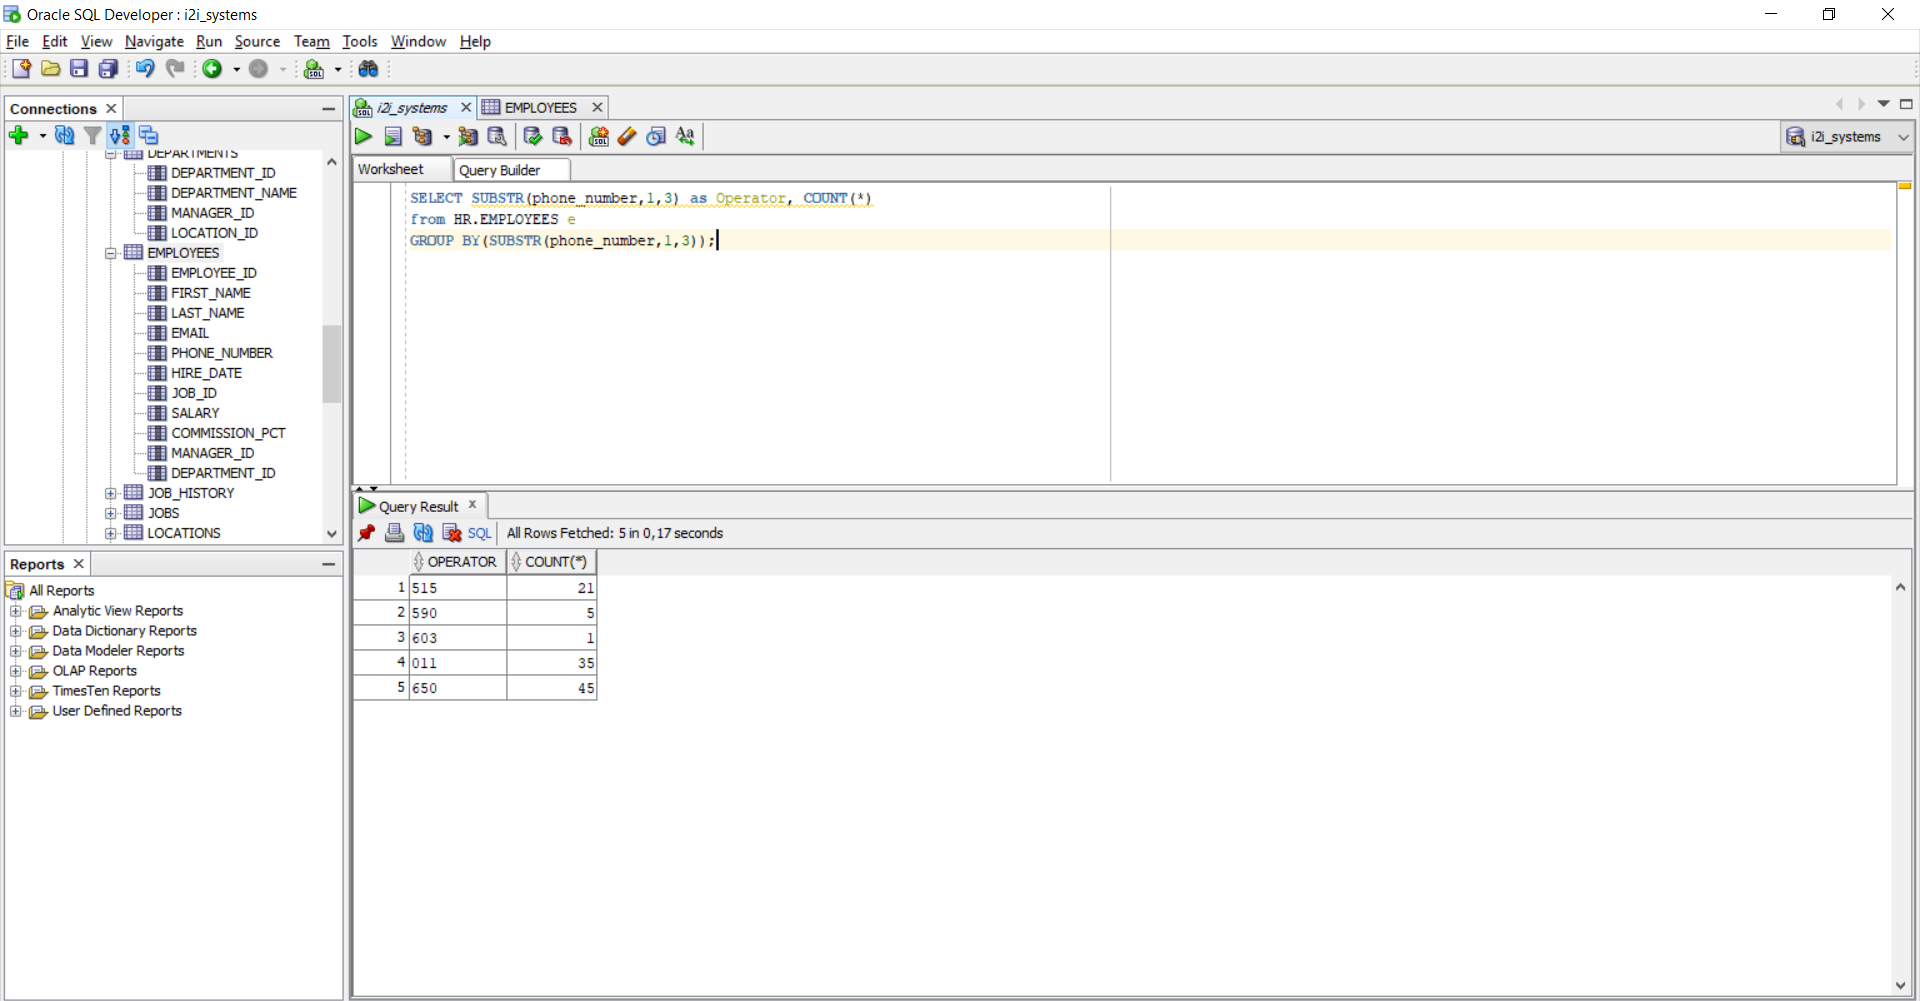 Oracle SQL Developer : i2i_systems
File Edit View Navigate Run Source Team Tools Window Help
Connections
DEPARTMENTS
DEPARTMENT_ID
DEPARTMENT_NAME
MANAGER_ID
LOCATION_ID
EMPLOYEES
EMPLOYEE_ID
FIRST_NAME
LAST_NAME
EMAIL
PHONE_NUMBER
HIRE_DATE
JOB_ID
SALARY
COMMISSION_PCT
MANAGER_ID
DEPARTMENT_ID
JOB_HISTORY
JOBS
LOCATIONS
Reports
All Reports
Analytic View Reports
Data Dictionary Reports
Data Modeler Reports
OLAP Reports
TimesTen Reports
User Defined Reports
i2i_systems EMPLOYEES
i2i_systems
Worksheet Query Builder
SELECT SUBSTR(phone_number,1,3) as Operator, COUNT(*)
from HR.EMPLOYEES e
GROUP BY(SUBSTR(phone_number,1,3));
Query Result
SQL All Rows Fetched: 5 in 0,17 seconds
OPERATOR COUNT(*)
1 515 21
2 590 5
3 603 1
4 011 35
5 650 45